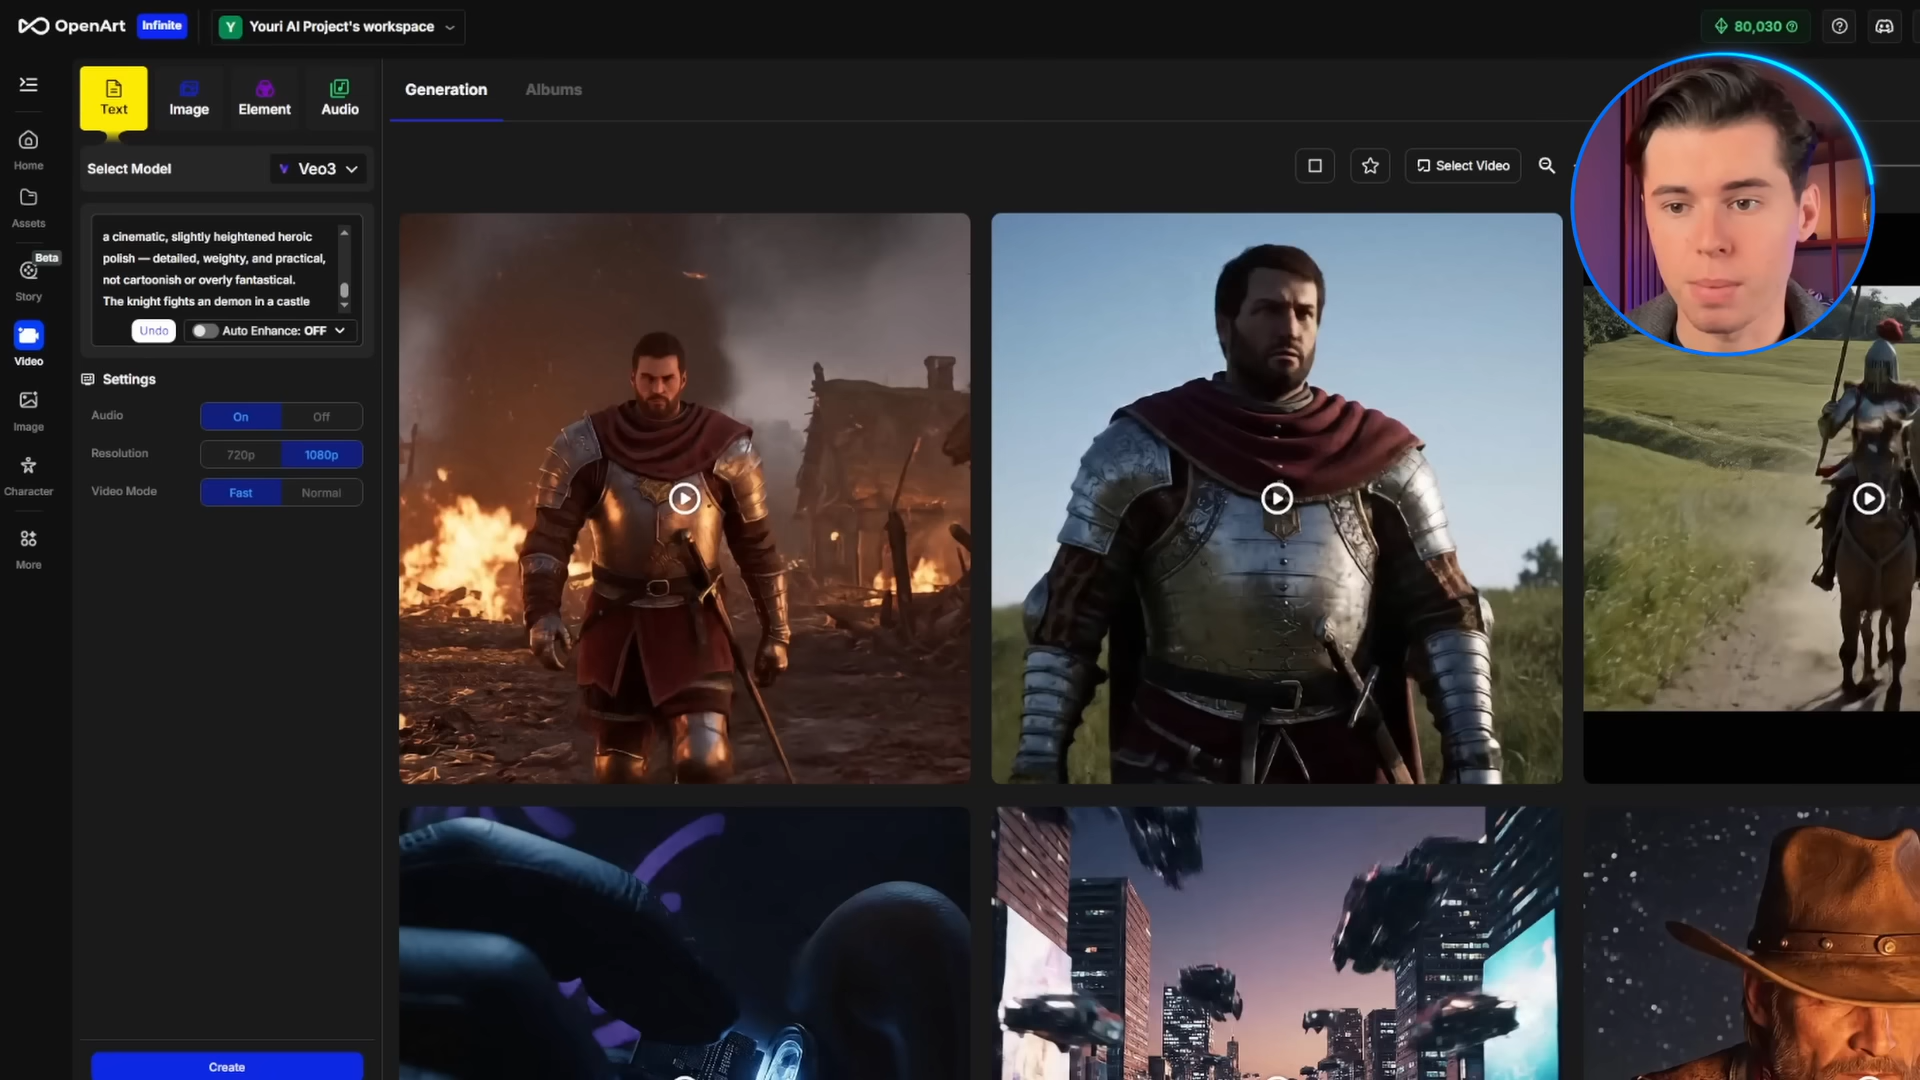 OpenArt
Infinite
Y
Youri AI Project's workspace
80,030
Text
Image
Element
Audio
Generation
Albums
Select Model
Veo3
Select Video
Home
Assets
Beta
Story
Video
Image
Character
More
a cinematic, slightly heightened heroic
polish — detailed, weighty, and practical,
not cartoonish or overly fantastical.
The knight fights an demon in a castle
Undo
Auto Enhance: OFF
Settings
Audio
On
Off
Resolution
720p
1080p
Video Mode
Fast
Normal
Create